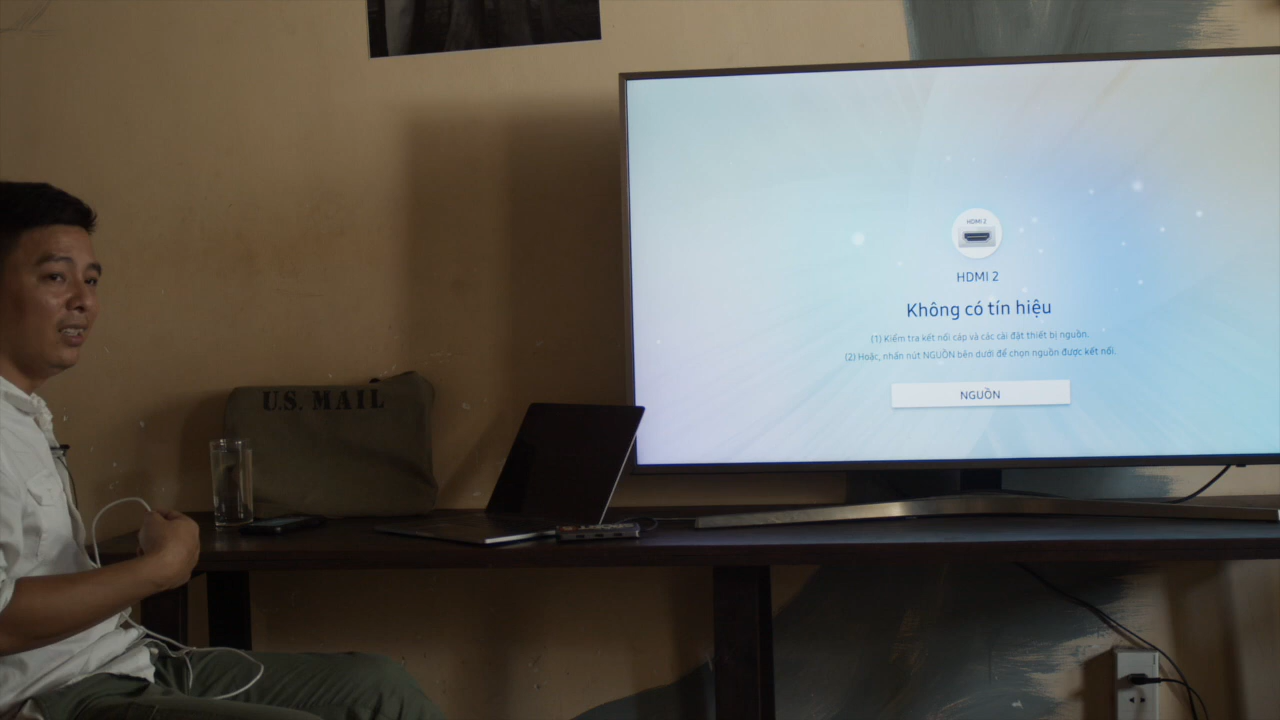 HDMI 2
HDMI 2
Không có tín hiệu
(1) Kiểm tra kết nối cáp và các cài đặt thiết bị nguồn.
(2) Hoặc, nhấn nút NGUỒN bên dưới để chọn nguồn được kết nối.
NGUỒN
U.S. MAIL